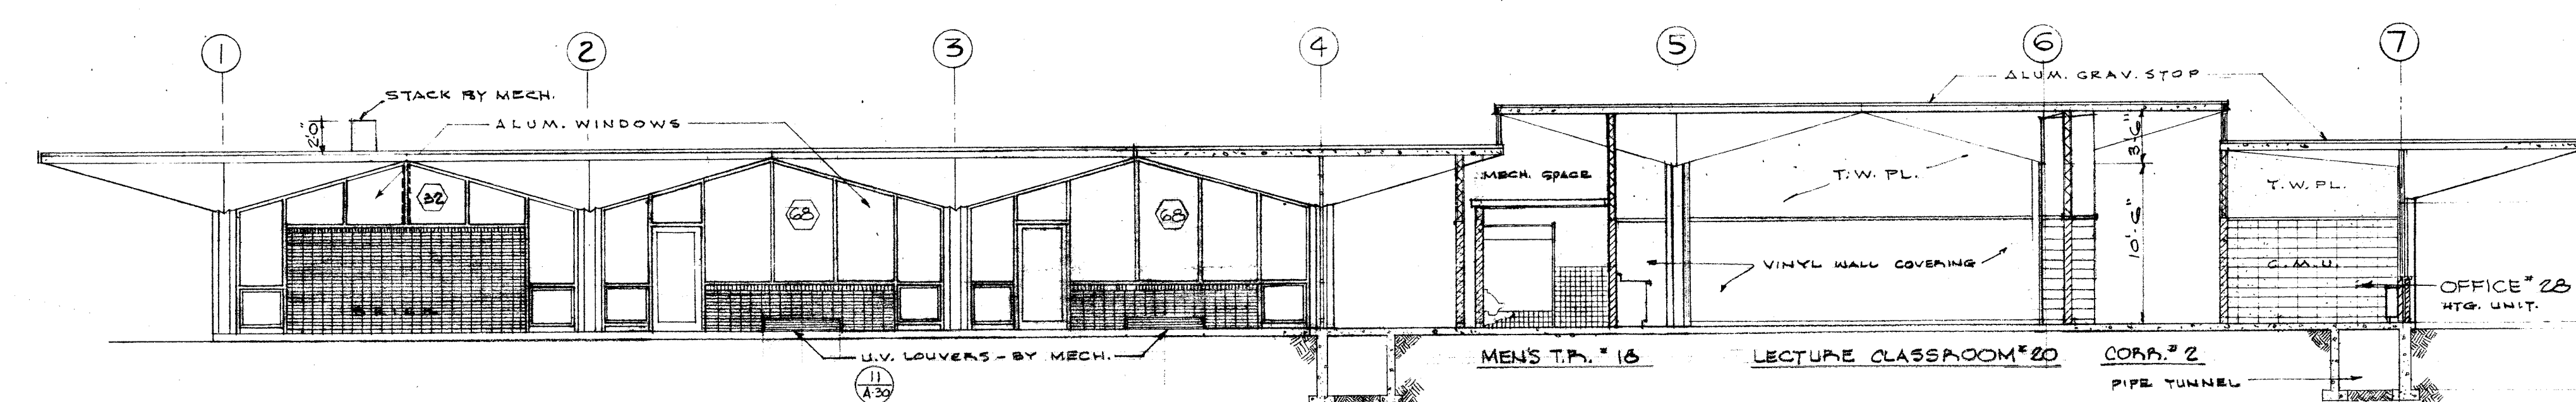 1
2
3
4
5
6
7
STACK BY MECH.
2'0"
ALUM. WINDOWS
ALUM. GRAV. STOP
32
68
68
MECH. SPACE
T.W. PL.
3'-6"
T.W. PL.
10'-6"
VINYL WALL COVERING
C.M.U.
BRICK
OFFICE # 28
HTG. UNIT.
U.V. LOUVERS - BY MECH.
11
A-30
MEN'S T.R. # 18
LECTURE CLASSROOM # 20
CORR. # 2
PIPE TUNNEL